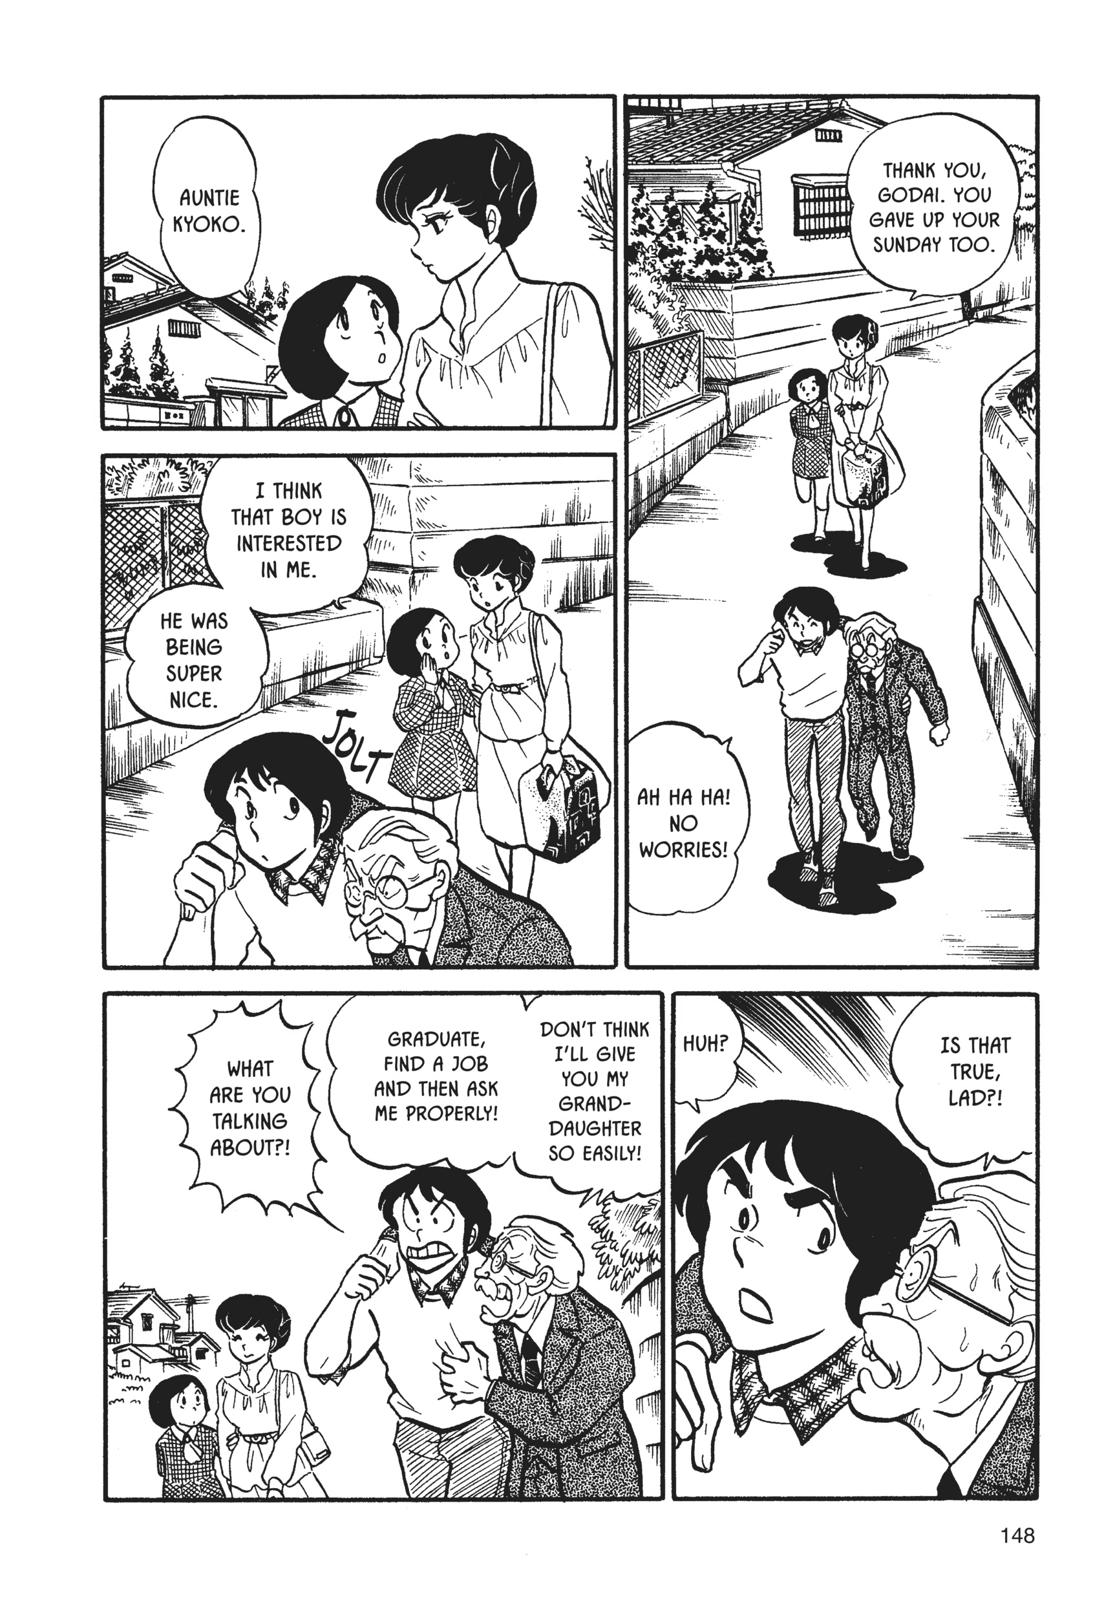 THANK YOU,
GODAI. YOU
GAVE UP YOUR
SUNDAY TOO.
AH HA HA!
NO
WORRIES!
AUNTIE
KYOKO.
I THINK
THAT BOY IS
INTERESTED
IN ME.
HE WAS
BEING
SUPER
NICE.
JOLT
IS THAT
TRUE,
LAD?!
HUH?
DON'T THINK
I'LL GIVE
YOU MY
GRAND-
DAUGHTER
SO EASILY!
GRADUATE,
FIND A JOB
AND THEN ASK
ME PROPERLY!
WHAT
ARE YOU
TALKING
ABOUT?!
148